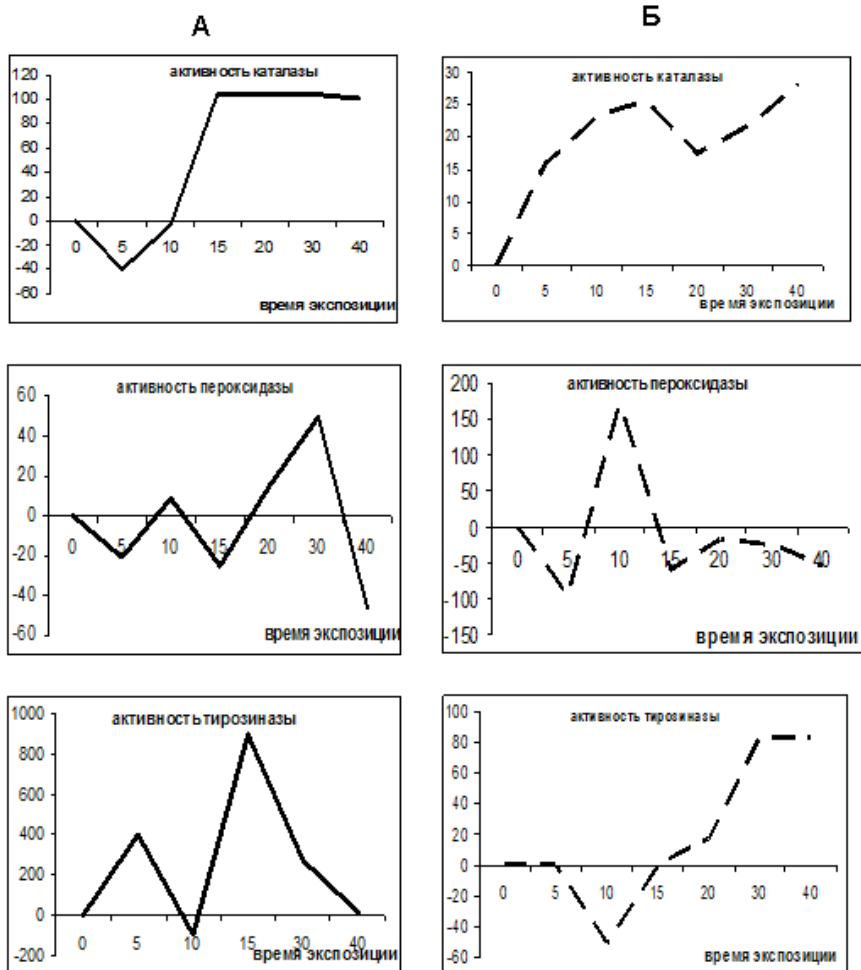 А
активность каталазы
120
100
80
60
40
20
0
-20
-40
-60
0 5 10 15 20 30 40
время экспозиции
Б
активность каталазы
30
25
20
15
10
5
0
0 5 10 15 20 30 40
время экспозиции
активность пероксидазы
60
40
20
0
-20
-40
-60
0 5 10 15 20 30 40
время экспозиции
активность пероксидазы
200
150
100
50
0
-50
-100
-150
0 5 10 15 20 30 40
время экспозиции
активность тирозиназы
1000
800
600
400
200
0
-200
0 5 10 15 30 40
время экспозиции
активность тирозиназы
100
80
60
40
20
0
-20
-40
-60
0 5 10 15 20 30 40
время экспозиции